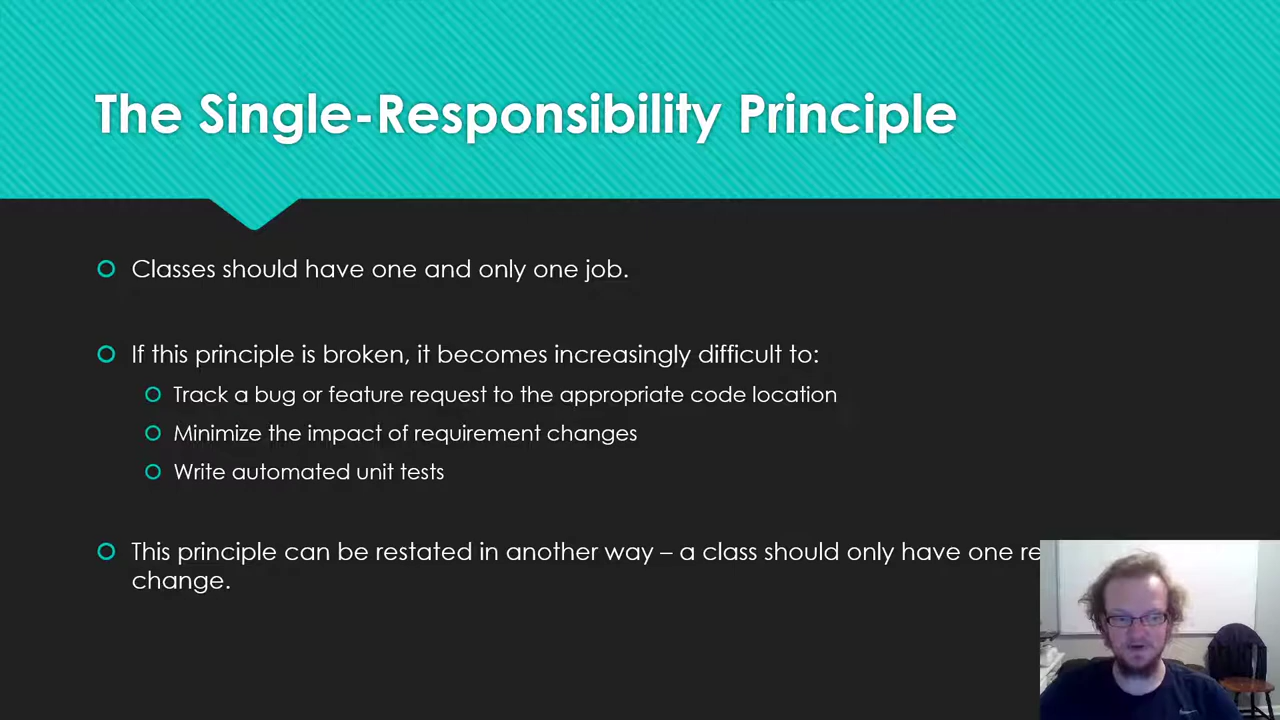 The Single-Responsibility Principle
Classes should have one and only one job.
If this principle is broken, it becomes increasingly difficult to:
Track a bug or feature request to the appropriate code location
Minimize the impact of requirement changes
Write automated unit tests
This principle can be restated in another way – a class should only have one
change.